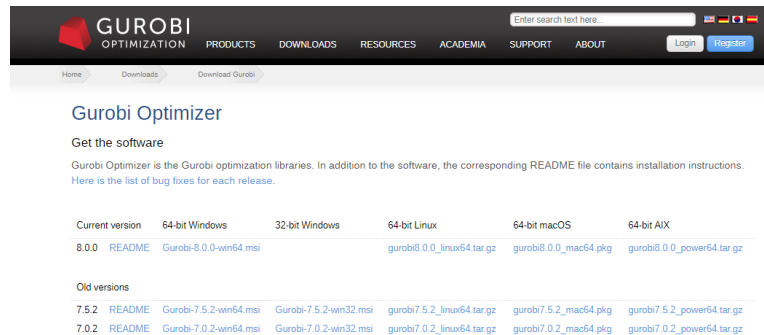 Enter search text here...
GUROBI
OPTIMIZATION
PRODUCTS DOWNLOADS RESOURCES ACADEMIA SUPPORT ABOUT Login Register
Home Downloads Download Gurobi
Gurobi Optimizer
Get the software
Gurobi Optimizer is the Gurobi optimization libraries. In addition to the software, the corresponding README file contains installation instructions.
Here is the list of bug fixes for each release.
Current version 64-bit Windows 32-bit Windows 64-bit Linux 64-bit macOS 64-bit AIX
8.0.0 README Gurobi-8.0.0-win64.msi gurobi8.0.0_linux64.tar.gz gurobi8.0.0_mac64.pkg gurobi8.0.0_power64.tar.gz
Old versions
7.5.2 README Gurobi-7.5.2-win64.msi Gurobi-7.5.2-win32.msi gurobi7.5.2_linux64.tar.gz gurobi7.5.2_mac64.pkg gurobi7.5.2_power64.tar.gz
7.0.2 README Gurobi-7.0.2-win64.msi Gurobi-7.0.2-win32.msi gurobi7.0.2_linux64.tar.gz gurobi7.0.2_mac64.pkg gurobi7.0.2_power64.tar.gz